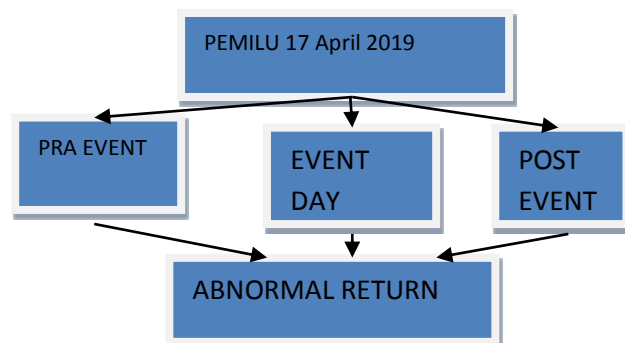 PEMILU 17 April 2019
PRA EVENT
EVENT
DAY
POST
EVENT
ABNORMAL RETURN